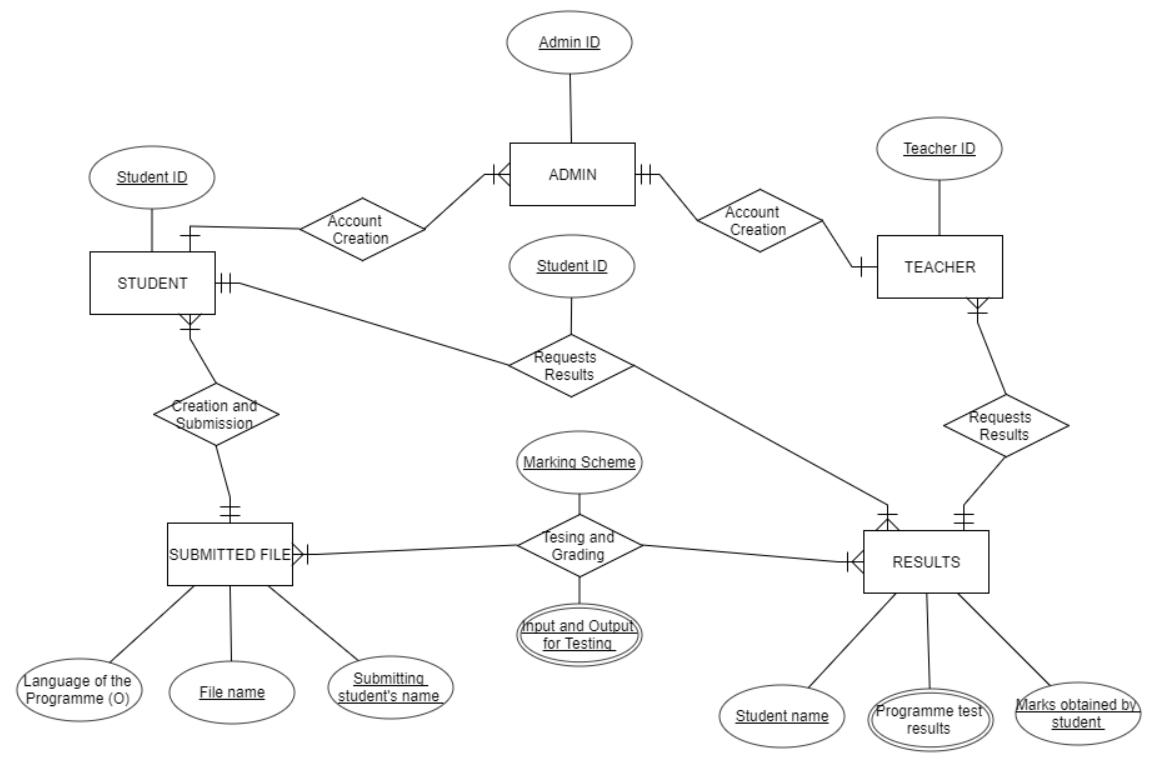 Admin ID
Teacher ID
ADMIN
Student ID
Account
Creation
Account
Creation
Student ID
TEACHER
STUDENT
Requests
Results
Creation and
Submission
Requests
Results
Marking Scheme
Tesing and
Grading
SUBMITTED FILE
RESULTS
Input and Output
for Testing
Language of the
Programme (O)
File name
Submitting
student's name
Student name
Programme test
results
Marks obtained by
student